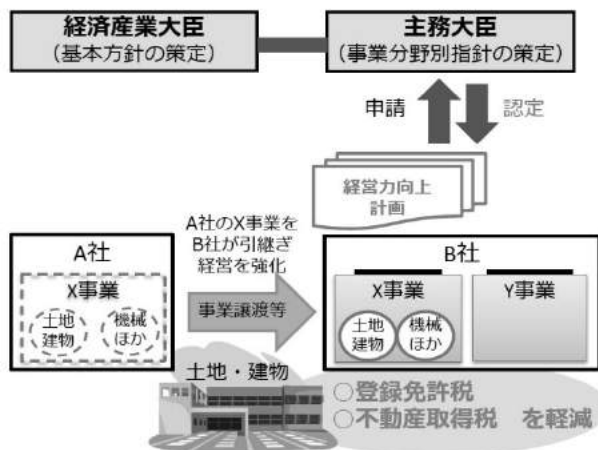 経済産業大臣
(基本方針の策定)
主務大臣
(事業分野別指針の策定)
申請
認定
経営力向上
計画
A社のX事業を
B社が引継ぎ
経営を強化
事業譲渡等
A社
X事業
土地
建物
機械
ほか
B社
X事業
土地
建物
機械
ほか
Y事業
土地・建物
○登録免許税
○不動産取得税 を軽減